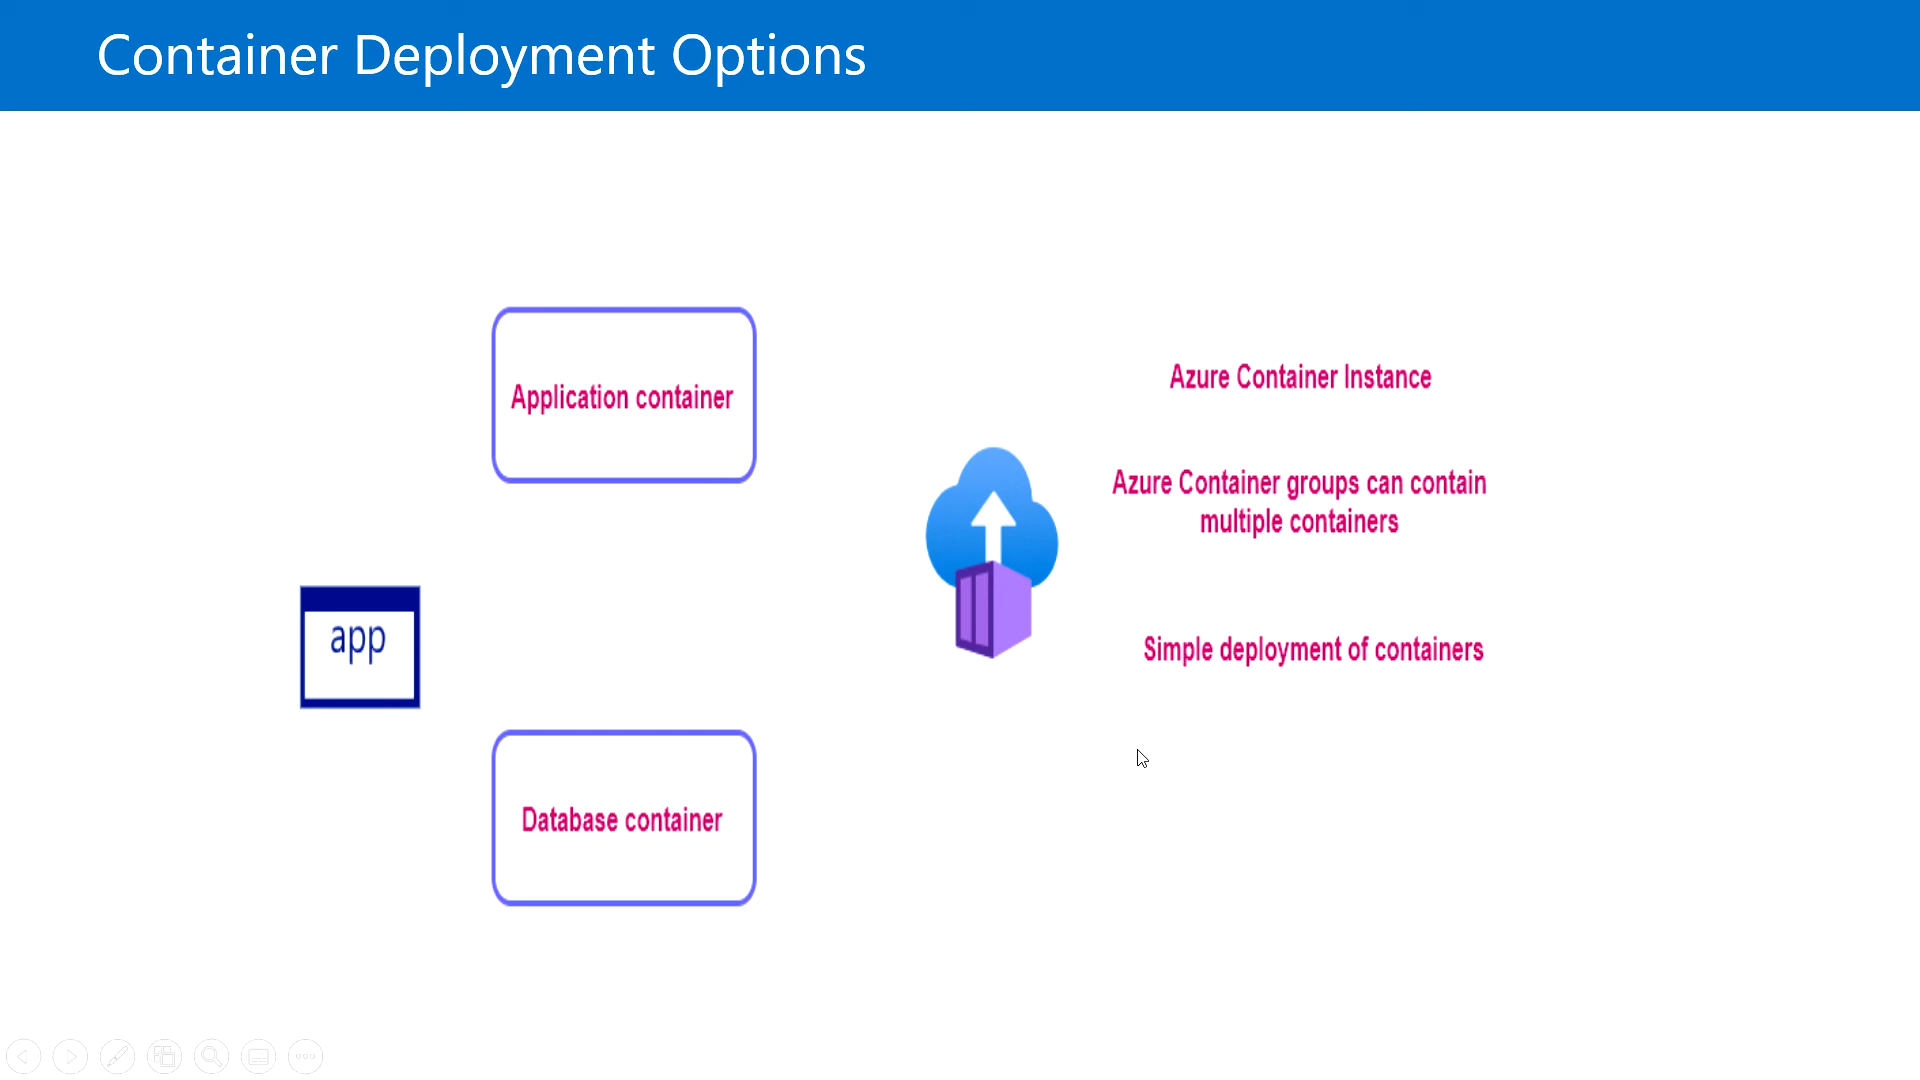 Container Deployment Options
Application container
Azure Container Instance
Azure Container groups can contain
multiple containers
app
Simple deployment of containers
Database container